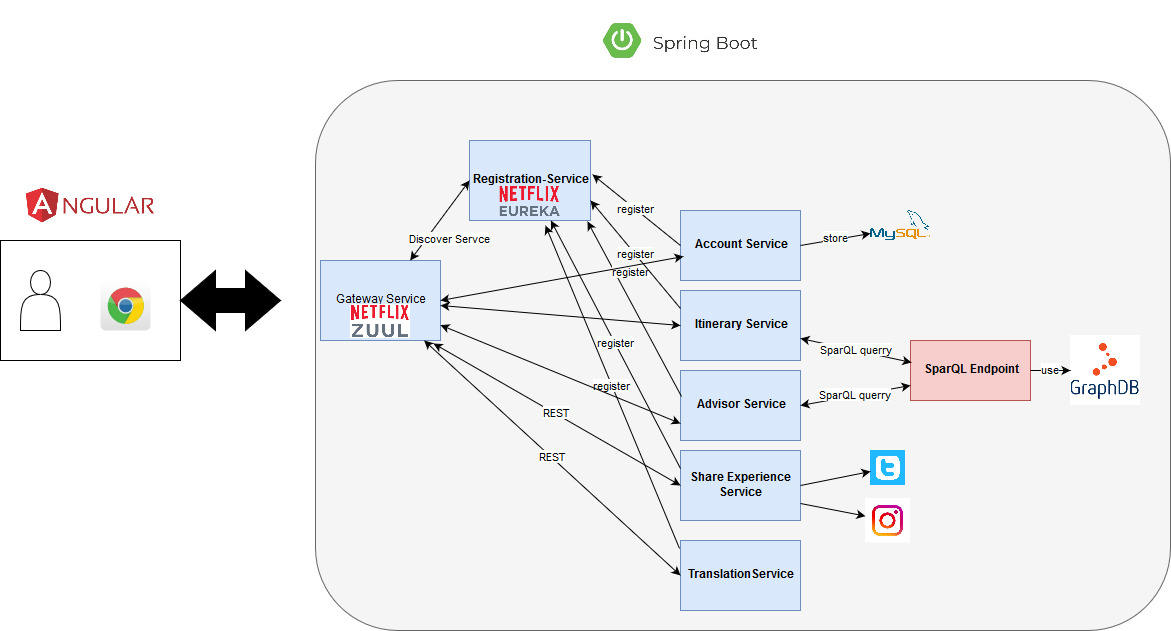 Spring Boot
ANGULAR
Registration-Service
NETFLIX
EUREKA
Discover Servce
Gateway Service
NETFLIX
ZUUL
register
register
register
register
register
REST
REST
Account Service
store
MySQL
Itinerary Service
SparQL querry
SparQL Endpoint
use
GraphDB
SparQL querry
Advisor Service
Share Experience
Service
TranslationService